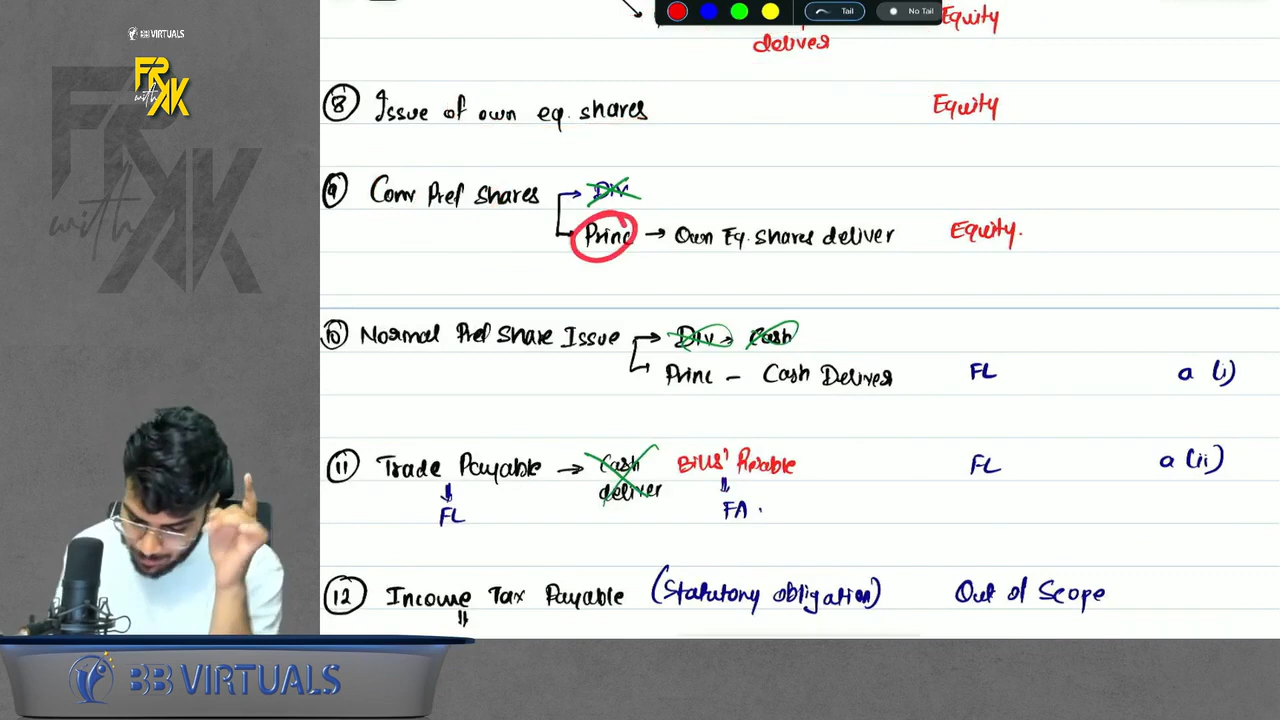 BB VIRTUALS
FR
with
AK
Tail
No Tail
deliver
Equity
8 Issue of own eq. shares Equity
9 Conv Pref Shares → Div
Princ → Own Eq. shares deliver Equity.
10 Normal Pref Share Issue → Div → Cash
Princ – Cash Deliver FL a (i)
11 Trade Payable → Cash deliver Bills' Payable FL a (ii)
FL
FA.
12 Income Tax Payable (Statutory obligation) Out of Scope
BB VIRTUALS